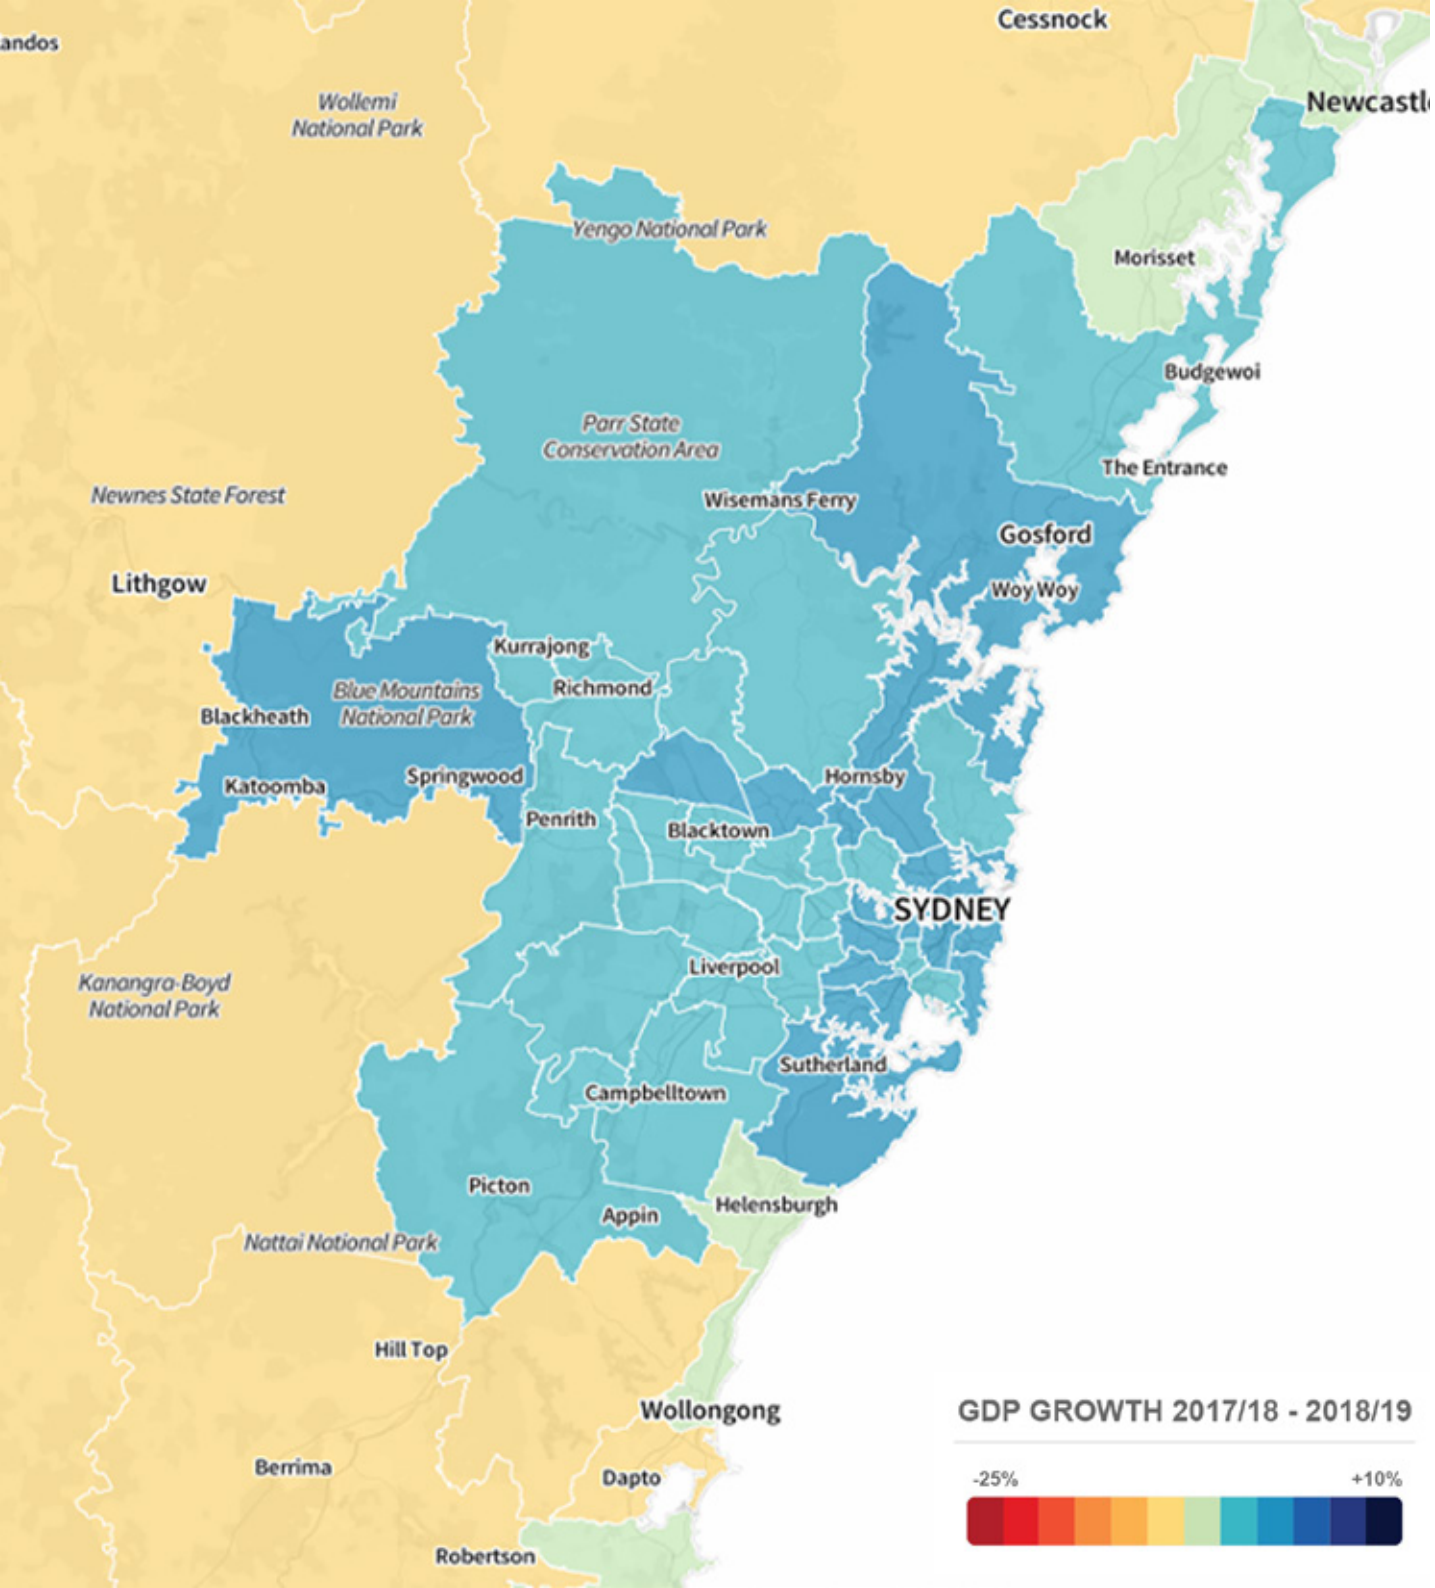 Cessnock
andos
Wollemi
National Park
Newcastl
Yengo National Park
Morisset
Budgewoi
Parr State
Conservation Area
The Entrance
Newnes State Forest
Wisemans Ferry
Gosford
Lithgow
Woy Woy
Kurrajong
Richmond
Blue Mountains
National Park
Blackheath
Springwood
Hornsby
Katoomba
Penrith
Blacktown
SYDNEY
Liverpool
Kanangra-Boyd
National Park
Sutherland
Campbelltown
Picton
Helensburgh
Appin
Nattai National Park
Hill Top
Wollongong
GDP GROWTH 2017/18 - 2018/19
Berrima
Dapto
-25% +10%
Robertson